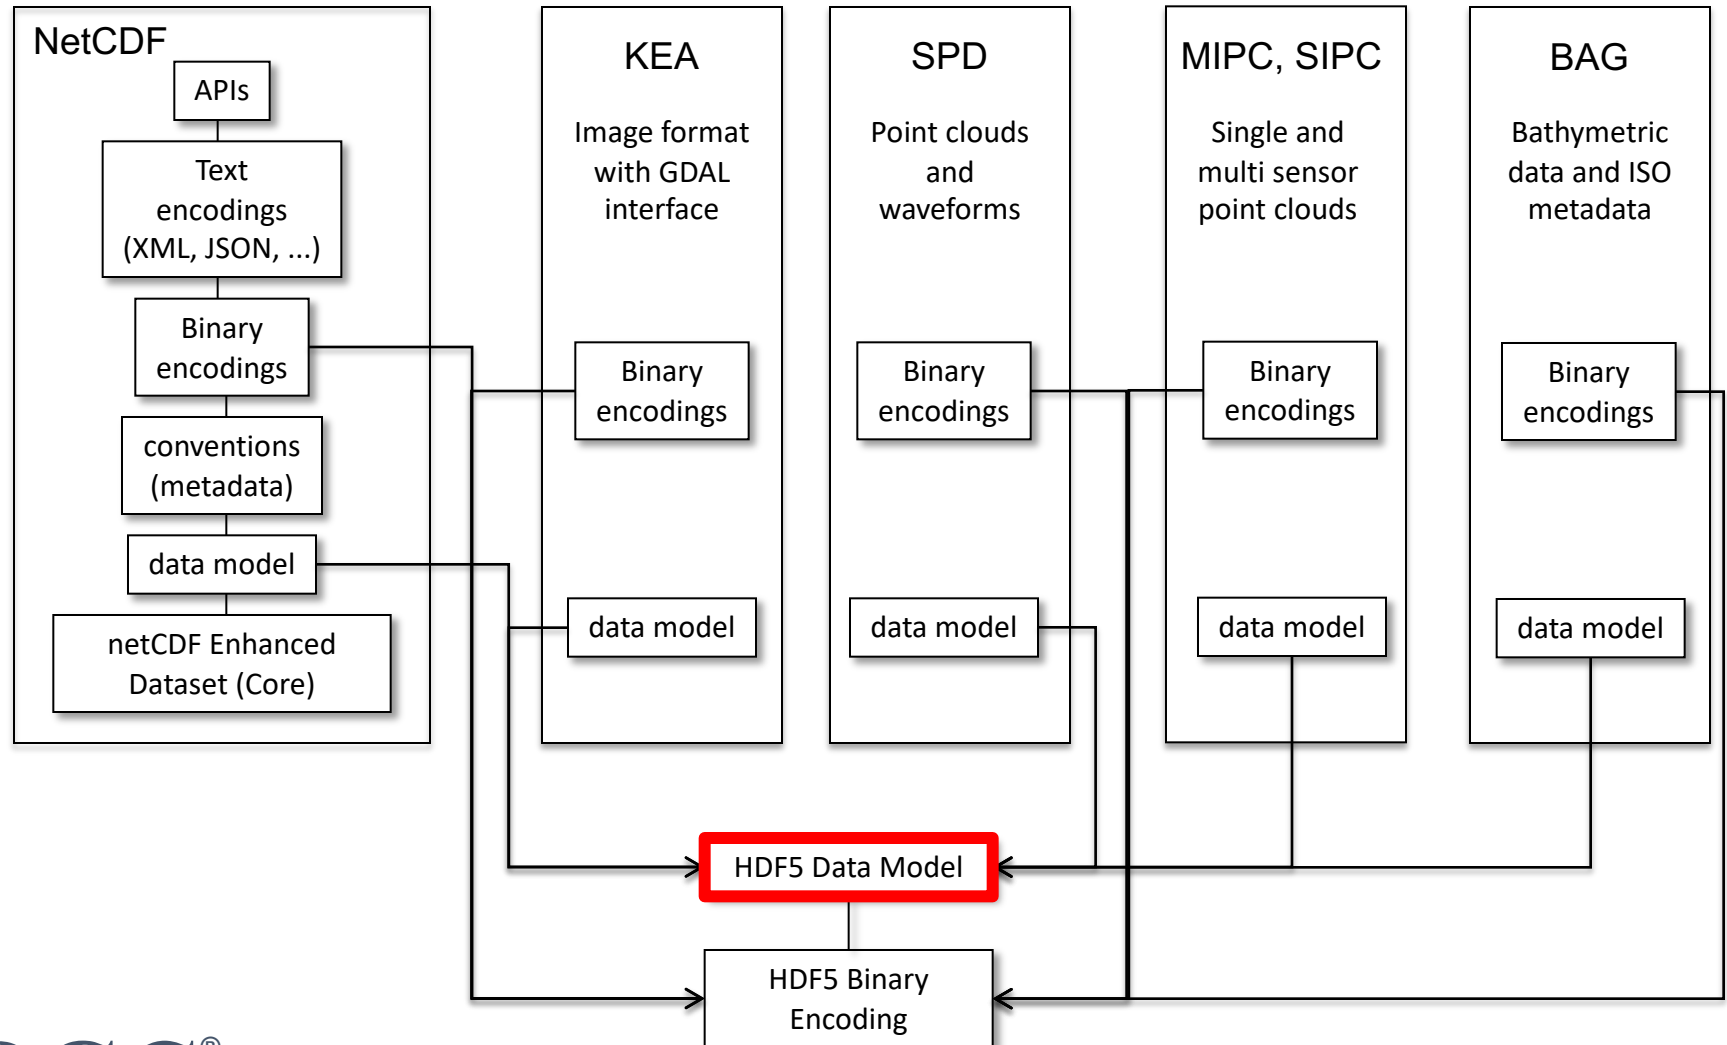 NetCDF
APIs
Text
encodings
(XML, JSON, ...)
Binary
encodings
conventions
(metadata)
data model
netCDF Enhanced
Dataset (Core)
KEA
Image format
with GDAL
interface
Binary
encodings
data model
SPD
Point clouds
and
waveforms
Binary
encodings
data model
MIPC, SIPC
Single and
multi sensor
point clouds
Binary
encodings
data model
BAG
Bathymetric
data and ISO
metadata
Binary
encodings
data model
HDF5 Data Model
HDF5 Binary
Encoding
®